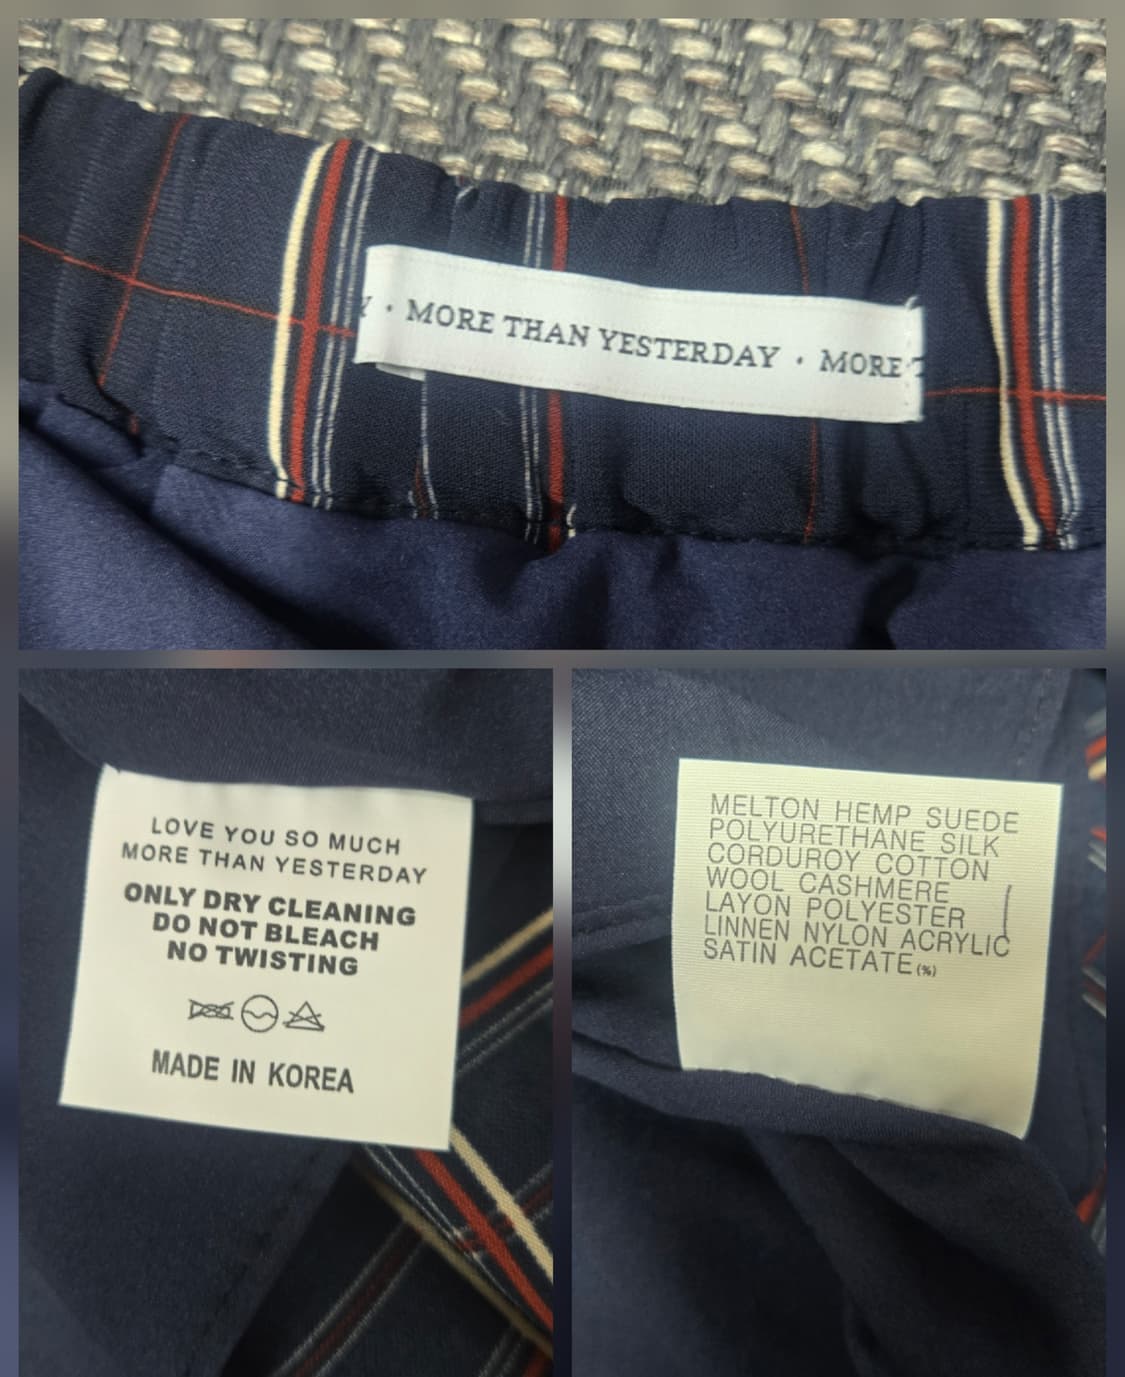 · MORE THAN YESTERDAY · MORE
LOVE YOU SO MUCH
MORE THAN YESTERDAY
ONLY DRY CLEANING
DO NOT BLEACH
NO TWISTING
MADE IN KOREA
MELTON HEMP SUEDE
POLYURETHANE SILK
CORDUROY COTTON
WOOL CASHMERE
LAYON POLYESTER
LINNEN NYLON ACRYLIC
SATIN ACETATE (%)